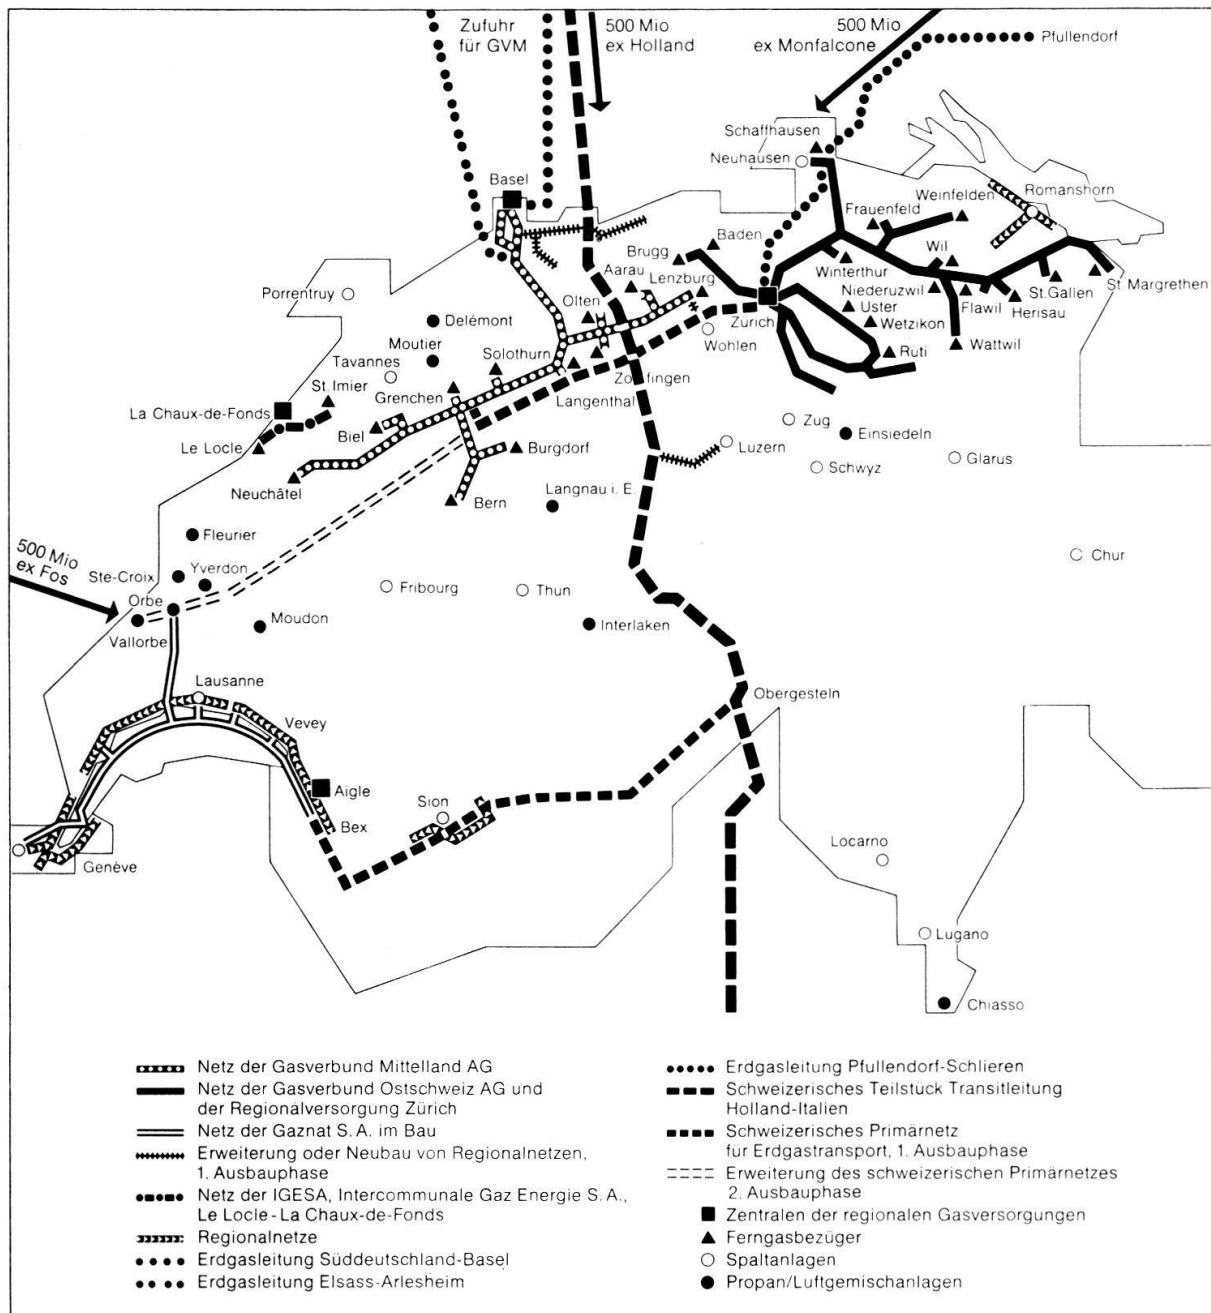 Zufuhr
für GVM
500 Mio
ex Holland
500 Mio
ex Monfalcone
Pfullendorf
Schaffhausen
Neuhausen
Basel
Weinfelden
Romanshorn
Frauenfeld
Baden
Brugg
Wil
Aarau
Lenzburg
Winterthur
Porrentruy
Olten
Niederuzwil
St.Gallen
St.Margrethen
Flawil
Herisau
Uster
Zürich
Delémont
Wetzikon
Wohlen
Moutier
Solothurn
Rüti
Wattwil
Tavannes
Zofingen
St.Imier
Grenchen
Langenthal
La Chaux-de-Fonds
Zug
Einsiedeln
Biel
Le Locle
Burgdorf
Luzern
Glarus
Schwyz
Neuchâtel
Langnau i. E.
Bern
Fleurier
500 Mio
ex Fos
Chur
Ste-Croix
Yverdon
Fribourg
Thun
Orbe
Moudon
Interlaken
Vallorbe
Lausanne
Obergesteln
Vevey
Aigle
Sion
Bex
Locarno
Genève
Lugano
Chiasso
Netz der Gasverbund Mittelland AG
Netz der Gasverbund Ostschweiz AG und
der Regionalversorgung Zürich
Netz der Gaznat S.A. im Bau
Erweiterung oder Neubau von Regionalnetzen,
1. Ausbauphase
Netz der IGESA, Intercommunale Gaz Energie S.A.,
Le Locle-La Chaux-de-Fonds
Regionalnetze
Erdgasleitung Süddeutschland-Basel
Erdgasleitung Elsass-Arlesheim
Erdgasleitung Pfullendorf-Schlieren
Schweizerisches Teilstück Transitleitung
Holland-Italien
Schweizerisches Primärnetz
für Erdgastransport, 1. Ausbauphase
Erweiterung des schweizerischen Primärnetzes
2. Ausbauphase
Zentralen der regionalen Gasversorgungen
Ferngasbezüger
Spaltanlagen
Propan/Luftgemischanlagen